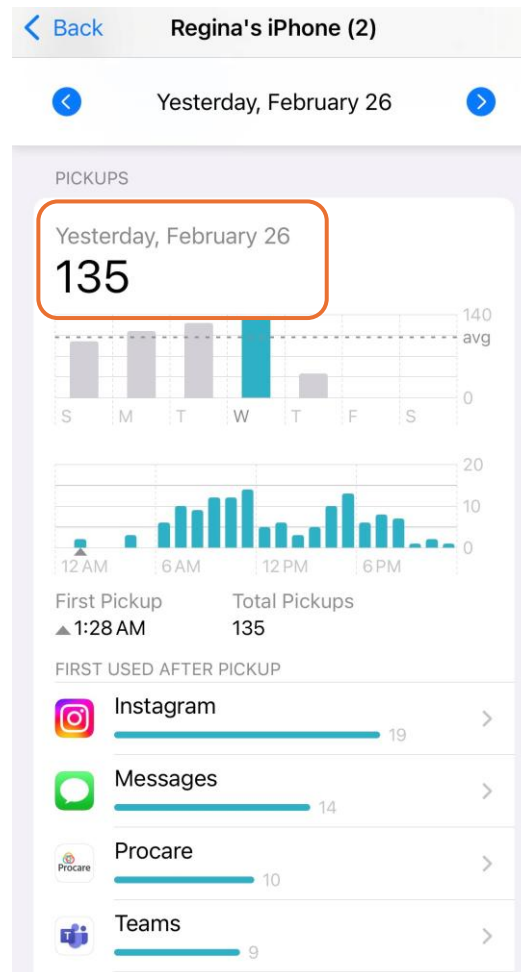 Back Regina's iPhone (2)
Yesterday, February 26
PICKUPS
Yesterday, February 26
135
140
avg
0
S M T W T F S
20
10
0
12 AM 6 AM 12 PM 6 PM
First Pickup Total Pickups
1:28 AM 135
FIRST USED AFTER PICKUP
Instagram
19
Messages
14
Procare
Procare
10
Teams
T
9